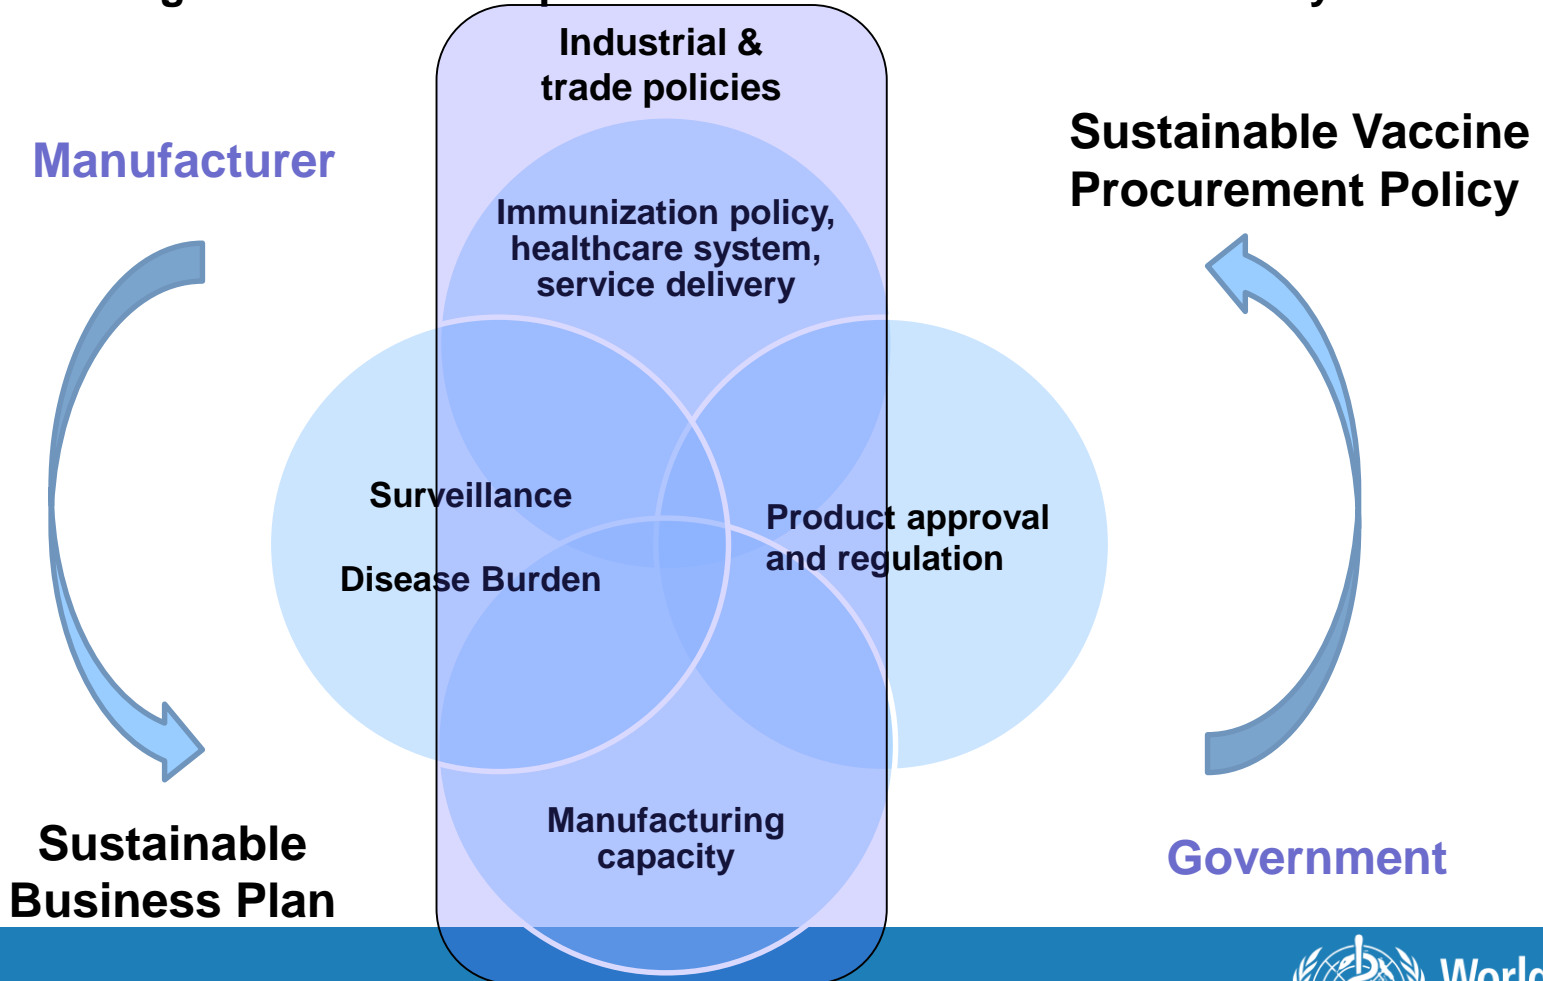 Industrial &
trade policies
Manufacturer
Sustainable Vaccine
Procurement Policy
Immunization policy,
healthcare system,
service delivery
Surveillance
Disease Burden
Product approval
and regulation
Manufacturing
capacity
Sustainable
Business Plan
Government